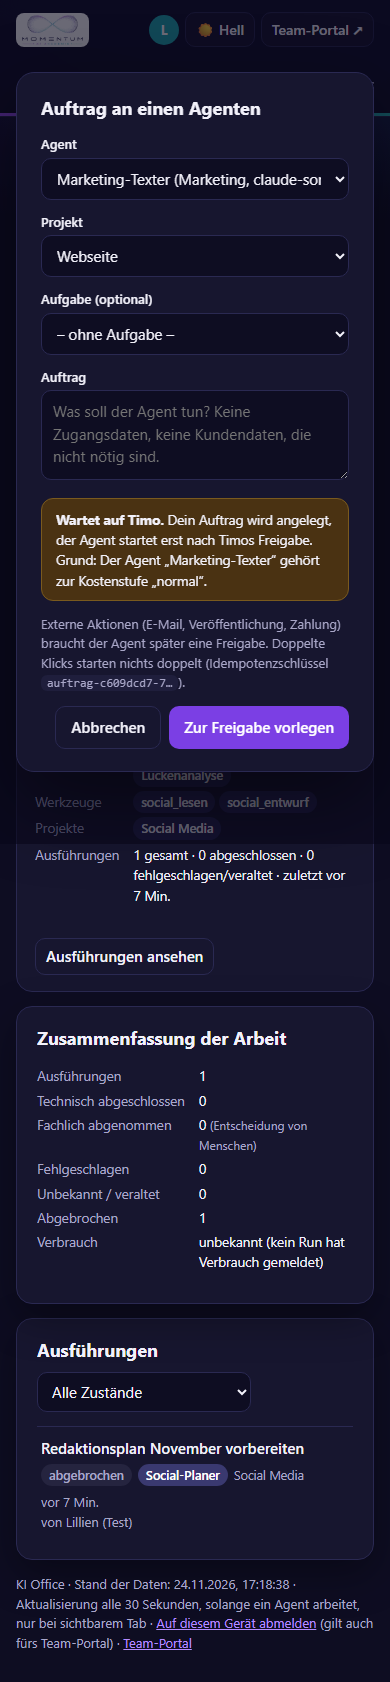 MOMENTUM
L
Hell
Team-Portal ↗
Auftrag an einen Agenten
Agent
Marketing-Texter (Marketing, claude-sor
Projekt
Webseite
Aufgabe (optional)
– ohne Aufgabe –
Auftrag
Was soll der Agent tun? Keine
Zugangsdaten, keine Kundendaten, die
nicht nötig sind.
Wartet auf Timo. Dein Auftrag wird angelegt,
der Agent startet erst nach Timos Freigabe.
Grund: Der Agent „Marketing-Texter“ gehört
zur Kostenstufe „normal“.
Externe Aktionen (E-Mail, Veröffentlichung, Zahlung)
braucht der Agent später eine Freigabe. Doppelte
Klicks starten nichts doppelt (Idempotenzschlüssel
auftrag-c609dcd7-7… ).
Abbrechen
Zur Freigabe vorlegen
Lückenanalyse
Werkzeuge social_lesen social_entwurf
Projekte Social Media
Ausführungen 1 gesamt · 0 abgeschlossen · 0
fehlgeschlagen/veraltet · zuletzt vor
7 Min.
Ausführungen ansehen
Zusammenfassung der Arbeit
Ausführungen 1
Technisch abgeschlossen 0
Fachlich abgenommen 0 (Entscheidung von
Menschen)
Fehlgeschlagen 0
Unbekannt / veraltet 0
Abgebrochen 1
Verbrauch unbekannt (kein Run hat
Verbrauch gemeldet)
Ausführungen
Alle Zustände
Redaktionsplan November vorbereiten
abgebrochen Social-Planer Social Media
vor 7 Min.
von Lillien (Test)
KI Office · Stand der Daten: 24.11.2026, 17:18:38 ·
Aktualisierung alle 30 Sekunden, solange ein Agent arbeitet,
nur bei sichtbarem Tab · Auf diesem Gerät abmelden (gilt auch
fürs Team-Portal) · Team-Portal